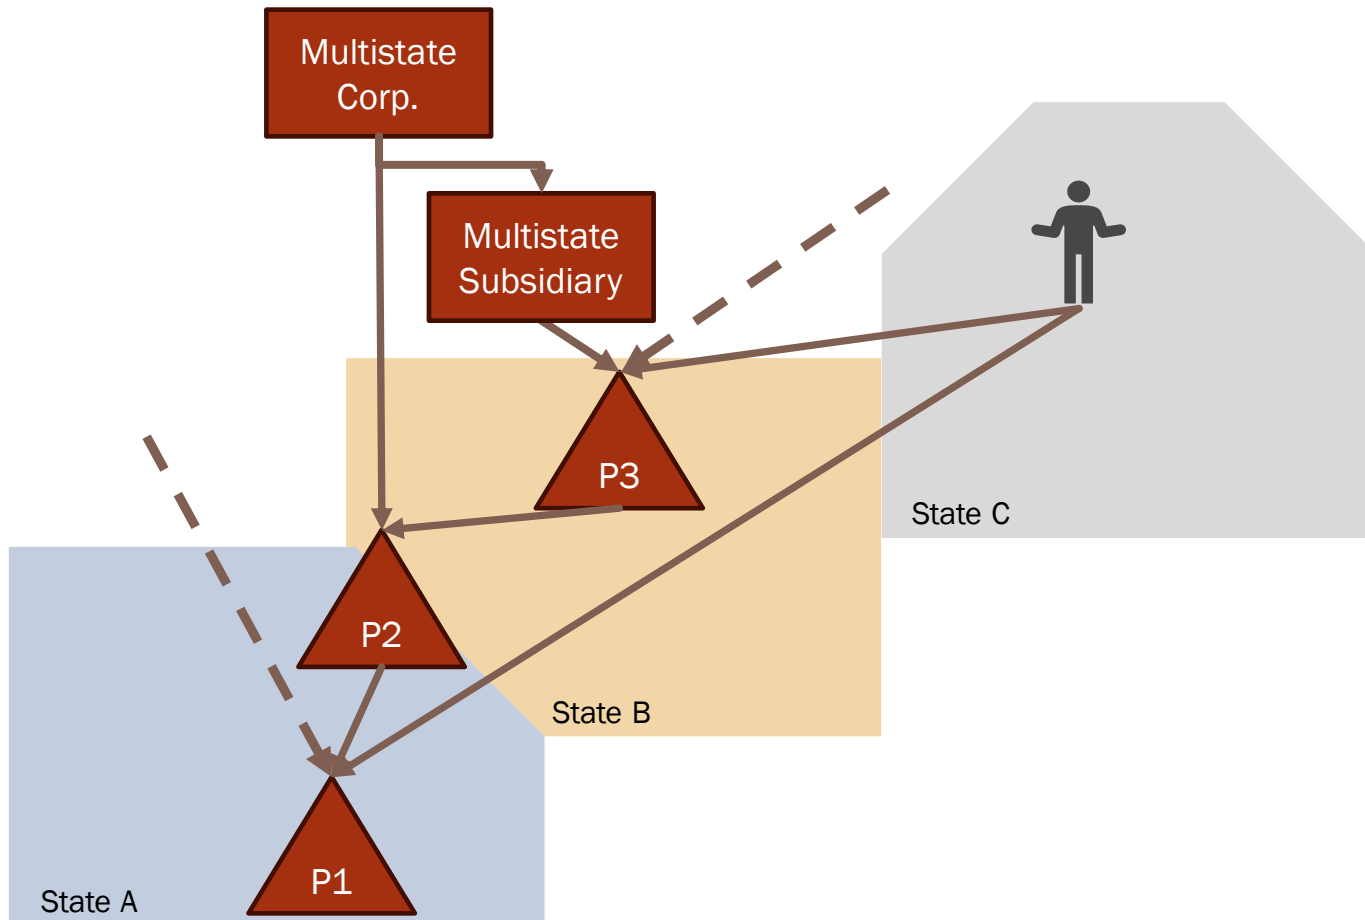 Multistate
Corp.
Multistate
Subsidiary
P3
State C
P2
State B
P1
State A